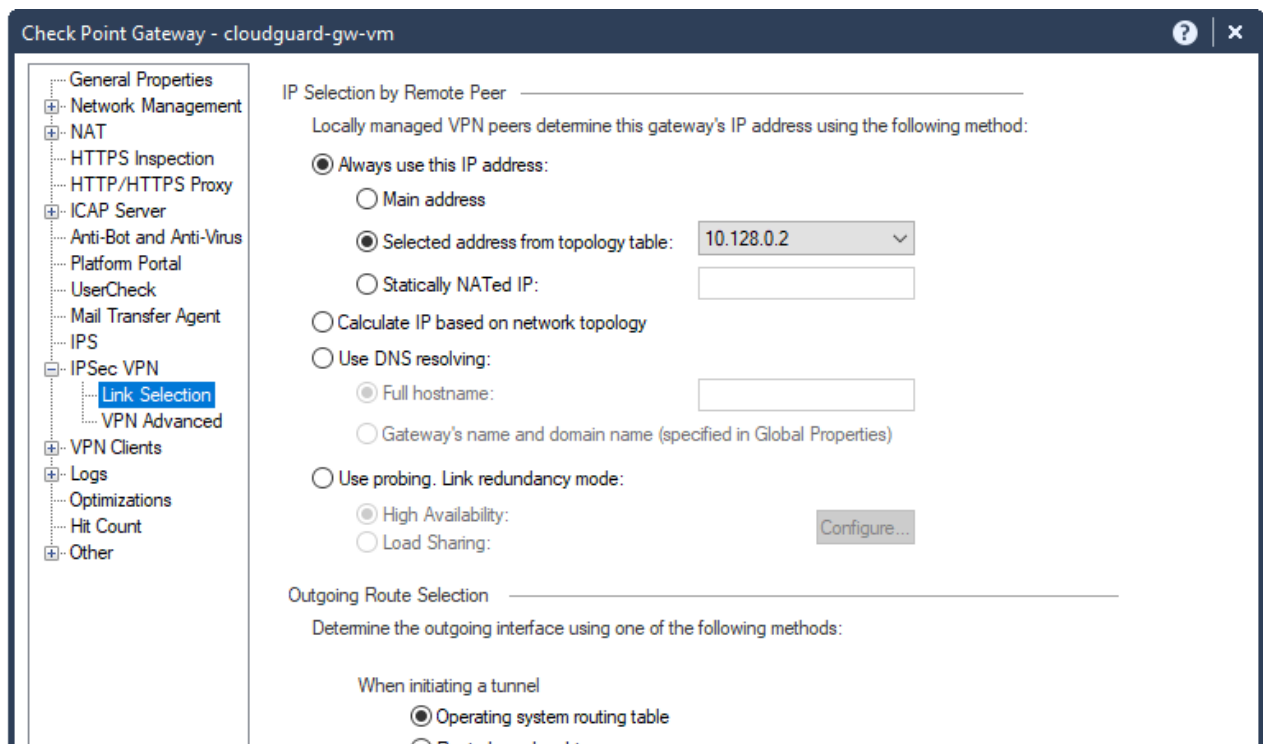 Check Point Gateway - cloudguard-gw-vm
General Properties
Network Management
NAT
HTTPS Inspection
HTTP/HTTPS Proxy
ICAP Server
Anti-Bot and Anti-Virus
Platform Portal
UserCheck
Mail Transfer Agent
IPS
IPSec VPN
Link Selection
VPN Advanced
VPN Clients
Logs
Optimizations
Hit Count
Other
IP Selection by Remote Peer
Locally managed VPN peers determine this gateway's IP address using the following method:
Always use this IP address:
Main address
Selected address from topology table: 10.128.0.2
Statically NATed IP:
Calculate IP based on network topology
Use DNS resolving:
Full hostname:
Gateway's name and domain name (specified in Global Properties)
Use probing. Link redundancy mode:
High Availability:
Load Sharing:
Configure...
Outgoing Route Selection
Determine the outgoing interface using one of the following methods:
When initiating a tunnel
Operating system routing table